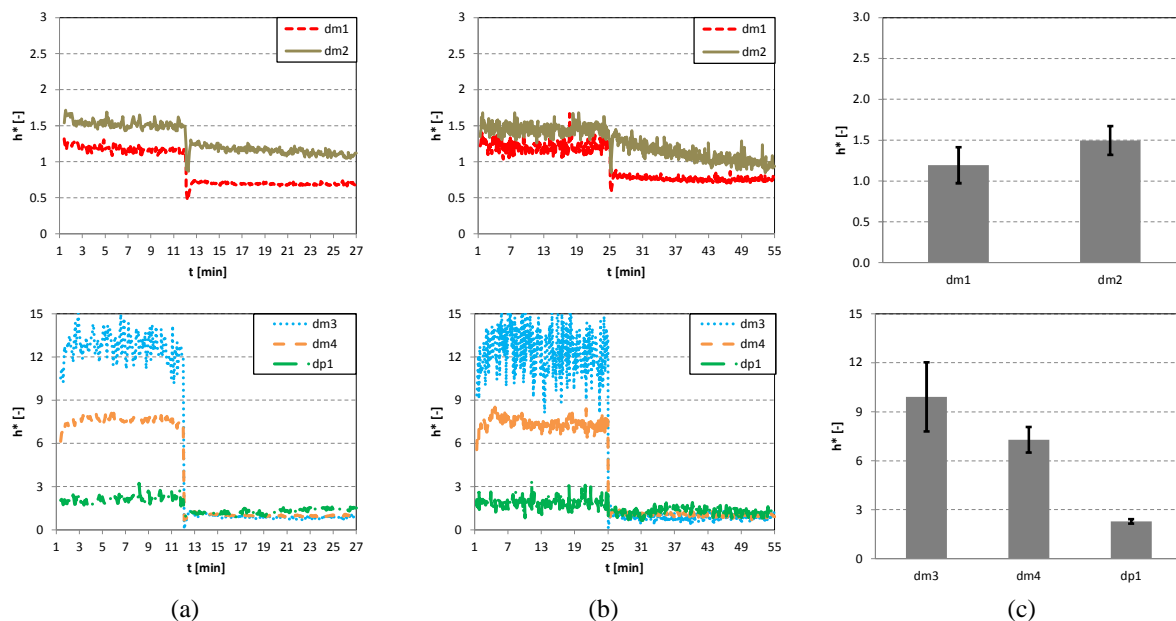 3
2.5
2
1.5
1
0.5
0
h* [-]
1 3 5 7 9 11 13 15 17 19 21 23 25 27
t [min]
dm1
dm2
3
2.5
2
1.5
1
0.5
0
h* [-]
1 7 13 19 25 31 37 43 49 55
t [min]
dm1
dm2
3.0
2.5
2.0
1.5
1.0
0.5
0.0
h* [-]
dm1 dm2
15
12
9
6
3
0
h* [-]
1 3 5 7 9 11 13 15 17 19 21 23 25 27
t [min]
dm3
dm4
dp1
15
12
9
6
3
0
h* [-]
1 7 13 19 25 31 37 43 49 55
t [min]
dm3
dm4
dp1
15
12
9
6
3
0
h* [-]
dm3 dm4 dp1
(a) (b) (c)